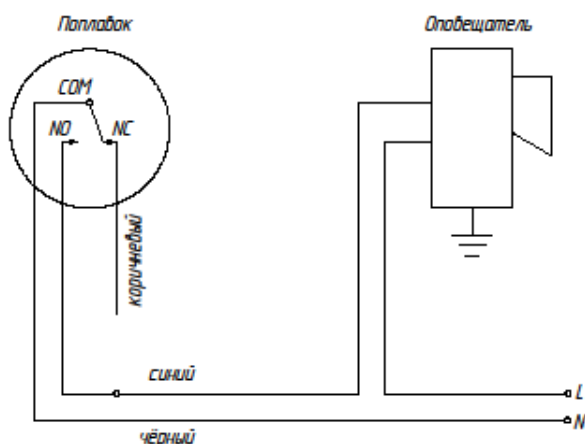 Поплавок
Оповещатель
COM
NO
NC
коричневый
синий
чёрный
L
N